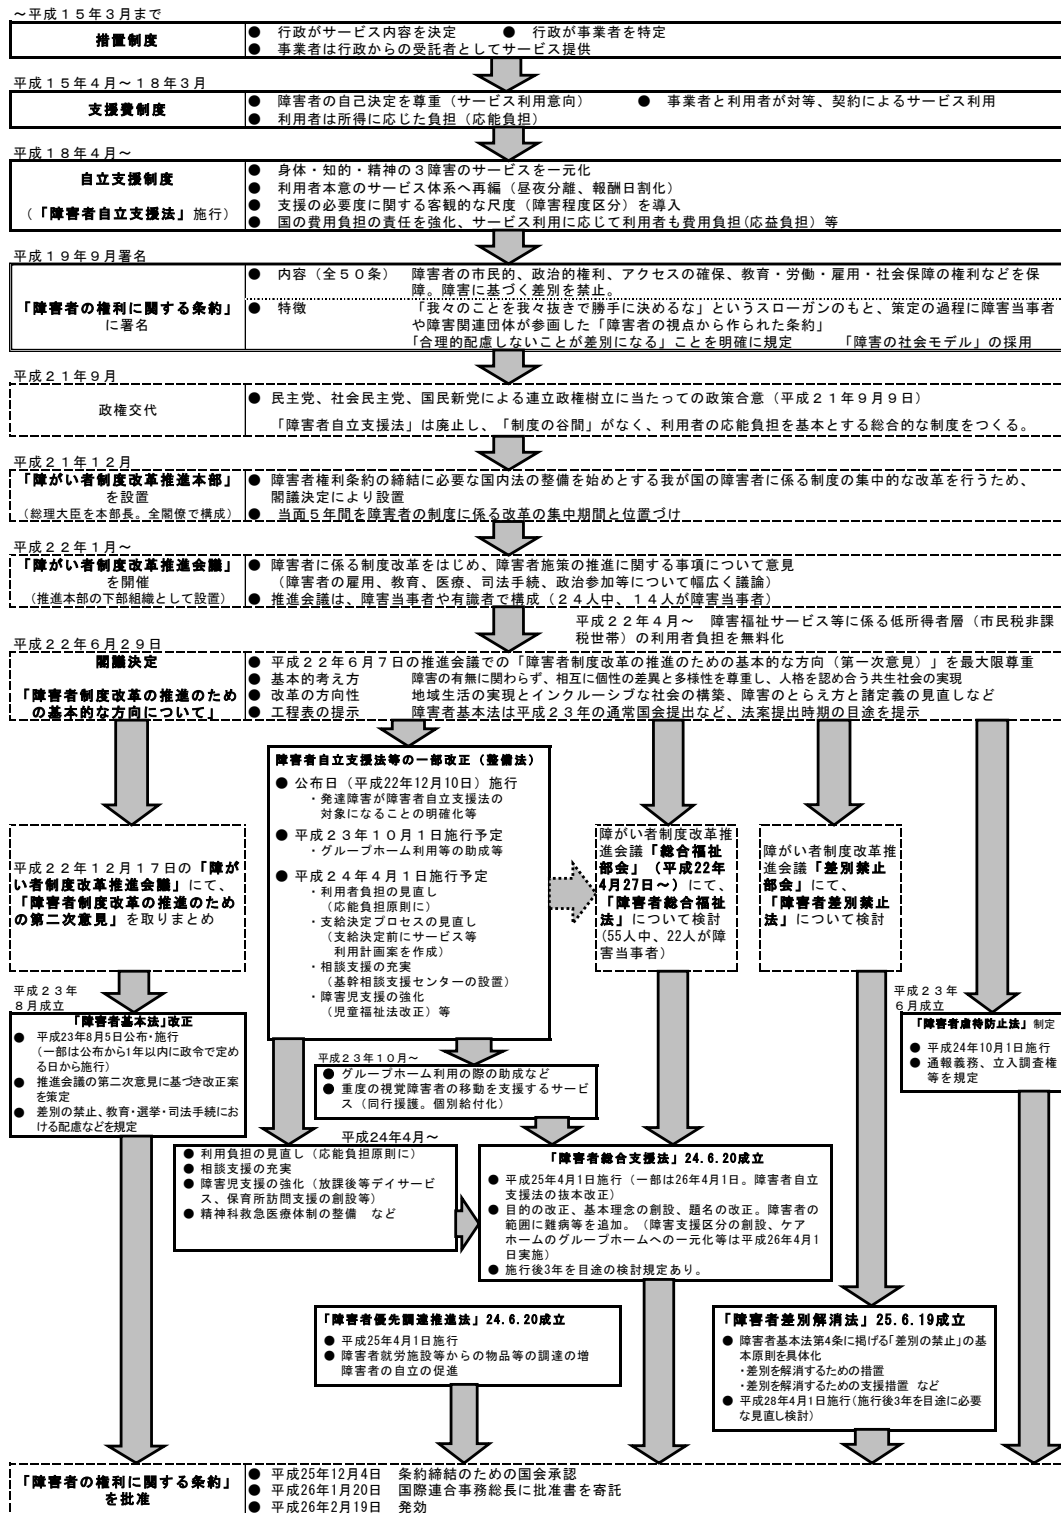 ～平成１５年３月まで
措置制度
● 行政がサービス内容を決定　　● 行政が事業者を特定
● 事業者は行政からの受託者としてサービス提供
平成１５年４月～１８年３月
支援費制度
● 障害者の自己決定を尊重（サービス利用意向）　　● 事業者と利用者が対等、契約によるサービス利用
● 利用者は所得に応じた負担（応能負担）
平成１８年４月～
自立支援制度
（「障害者自立支援法」施行）
● 身体・知的・精神の３障害のサービスを一元化
● 利用者本意のサービス体系へ再編（昼夜分離、報酬日割化）
● 支援の必要度に関する客観的な尺度（障害程度区分）を導入
● 国の費用負担の責任を強化、サービス利用に応じて利用者も費用負担(応益負担）等
平成１９年９月署名
「障害者の権利に関する条約」
に署名
● 内容（全５０条）　障害者の市民的、政治的権利、アクセスの確保、教育・労働・雇用・社会保障の権利などを保
障。障害に基づく差別を禁止。
● 特徴　「我々のことを我々抜きで勝手に決めるな」というスローガンのもと、策定の過程に障害当事者
や障害関連団体が参画した「障害者の視点から作られた条約」
「合理的配慮しないことが差別になる」ことを明確に規定　　「障害の社会モデル」の採用
平成２１年９月
政権交代
● 民主党、社会民主党、国民新党による連立政権樹立に当たっての政策合意（平成２１年９月９日）
「障害者自立支援法」は廃止し、「制度の谷間」がなく、利用者の応能負担を基本とする総合的な制度をつくる。
平成２１年１２月
「障がい者制度改革推進本部」
を設置
（総理大臣を本部長。全閣僚で構成）
● 障害者権利条約の締結に必要な国内法の整備を始めとする我が国の障害者に係る制度の集中的な改革を行うため、
閣議決定により設置
● 当面５年間を障害者の制度に係る改革の集中期間と位置づけ
平成２２年１月～
「障がい者制度改革推進会議」
を開催
（推進本部の下部組織として設置）
● 障害者に係る制度改革をはじめ、障害者施策の推進に関する事項について意見
（障害者の雇用、教育、医療、司法手続、政治参加等について幅広く議論）
● 推進会議は、障害当事者や有識者で構成（２４人中、１４人が障害当事者）
平成２２年４月～　障害福祉サービス等に係る低所得者層（市民税非課
税世帯）の利用者負担を無料化
平成２２年６月２９日
閣議決定
「障害者制度改革の推進のため
の基本的な方向について」
● 平成２２年６月７日の推進会議での「障害者制度改革の推進のための基本的な方向（第一次意見）」を最大限尊重
● 基本的考え方　　障害の有無に関わらず、相互に個性の差異と多様性を尊重し、人格を認め合う共生社会の実現
● 改革の方向性　　地域生活の実現とインクルーシブな社会の構築、障害のとらえ方と諸定義の見直しなど
● 工程表の提示　　障害者基本法は平成２３年の通常国会提出など、法案提出時期の目途を提示
平成２２年１２月１７日の「障が
い者制度改革推進会議」にて、
「障害者制度改革の推進のため
の第二次意見」を取りまとめ
障害者自立支援法等の一部改正（整備法）
● 公布日（平成22年12月10日）施行
・発達障害が障害者自立支援法の
対象になることの明確化等
● 平成２３年１０月１日施行予定
・グループホーム利用等の助成等
● 平成２４年４月１日施行予定
・利用者負担の見直し
（応能負担原則に）
・支給決定プロセスの見直し
（支給決定前にサービス等
利用計画案を作成）
・相談支援の充実
（基幹相談支援センターの設置）
・障害児支援の強化
（児童福祉法改正）等
障がい者制度改革推
進会議「総合福祉
部会」（平成22年
4月27日～）にて、
「障害者総合福祉
法」について検討
(55人中、22人が障
害当事者）
障がい者制度改革推
進会議「差別禁止
部会」にて、
「障害者差別禁止
法」について検討
平成２３年
８月成立
「障害者基本法」改正
● 平成23年8月5日公布・施行
（一部は公布から1年以内に政令で定め
る日から施行）
● 推進会議の第二次意見に基づき改正案
を策定
● 差別の禁止、教育・選挙・司法手続にお
ける配慮などを規定
平成２３年
６月成立
「障害者虐待防止法」制定
● 平成24年10月1日施行
● 通報義務、立入調査権
等を規定
平成２３年１０月～
● グループホーム利用の際の助成など
● 重度の視覚障害者の移動を支援するサービ
ス（同行援護。個別給付化）
平成24年４月～
● 利用負担の見直し（応能負担原則に）
● 相談支援の充実
● 障害児支援の強化（放課後等デイサービ
ス、保育所訪問支援の創設等）
● 精神科救急医療体制の整備　など
「障害者総合支援法」24.6.20成立
● 平成25年4月1日施行（一部は26年4月1日。障害者自立
支援法の抜本改正）
● 目的の改正、基本理念の創設、題名の改正。障害者の
範囲に難病等を追加。（障害支援区分の創設、ケア
ホームのグループホームへの一元化等は平成26年4月1
日実施）
● 施行後3年を目途の検討規定あり。
「障害者優先調達推進法」24.6.20成立
● 平成25年4月1日施行
● 障害者就労施設等からの物品等の調達の増
障害者の自立の促進
「障害者差別解消法」25.6.19成立
● 障害者基本法第4条に掲げる「差別の禁止」の基
本原則を具体化
・差別を解消するための措置
・差別を解消するための支援措置　など
● 平成28年4月1日施行（施行後3年を目途に必要
な見直し検討）
「障害者の権利に関する条約」
を批准
● 平成25年12月4日　条約締結のための国会承認
● 平成26年1月20日　国際連合事務総長に批准書を寄託
● 平成26年2月19日　発効